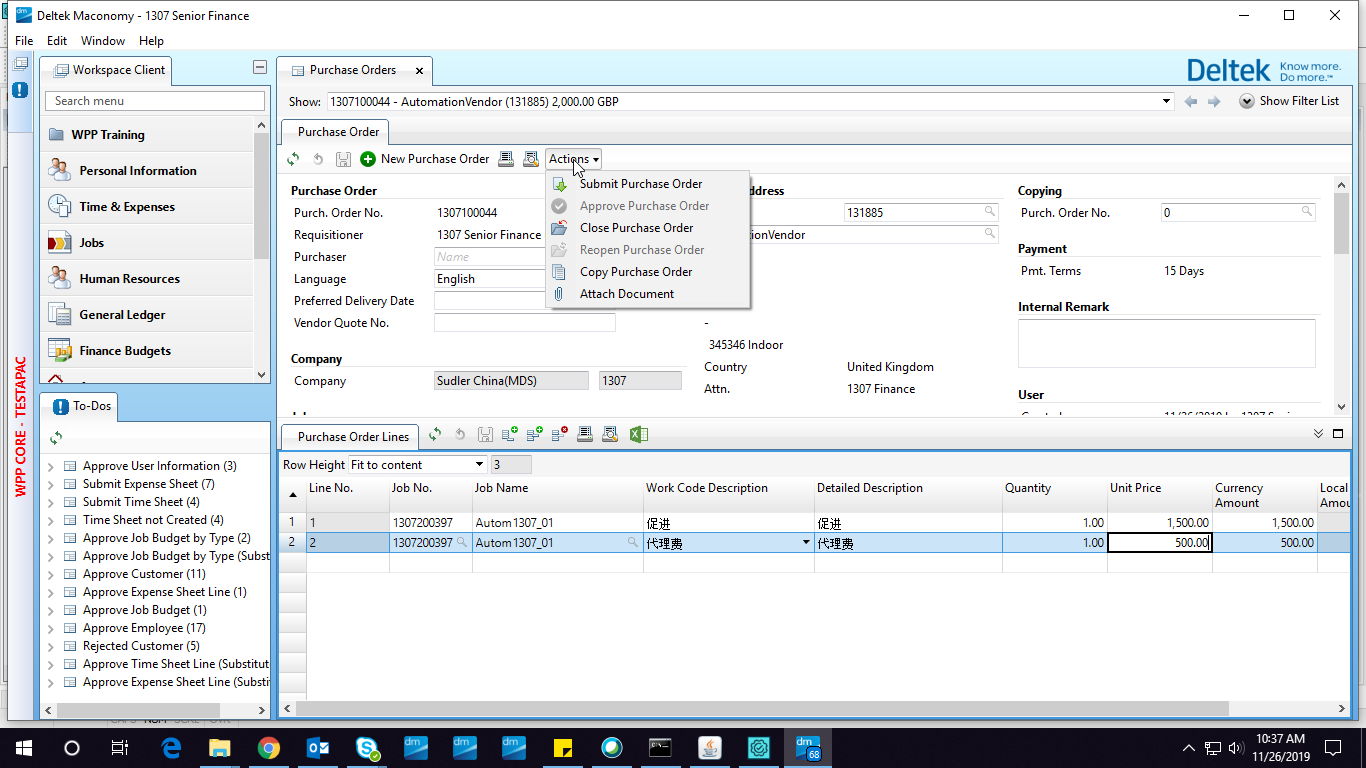 Deltek Maconomy - 1307 Senior Finance
File Edit Window Help
Workspace Client
Search menu
WPP Training
Personal Information
Time & Expenses
Jobs
Human Resources
General Ledger
Finance Budgets
WPP CORE - TESTAPAC
To-Dos
Approve User Information (3)
Submit Expense Sheet (7)
Submit Time Sheet (4)
Time Sheet not Created (4)
Approve Job Budget by Type (2)
Approve Job Budget by Type (Subst
Approve Customer (11)
Approve Expense Sheet Line (1)
Approve Job Budget (1)
Approve Employee (17)
Rejected Customer (5)
Approve Time Sheet Line (Substitut
Approve Expense Sheet Line (Substi
Purchase Orders
Deltek Know more.
Do more.™
Show: 1307100044 - AutomationVendor (131885) 2,000.00 GBP
Show Filter List
Purchase Order
New Purchase Order Actions
Submit Purchase Order
Approve Purchase Order
Close Purchase Order
Reopen Purchase Order
Copy Purchase Order
Attach Document
Purchase Order
Purch. Order No. 1307100044
Requisitioner 1307 Senior Finance
Purchaser Name
Language English
Preferred Delivery Date
Vendor Quote No.
Company
Company Sudler China(MDS) 1307
ddress
131885
tionVendor
-
345346 Indoor
Country United Kingdom
Attn. 1307 Finance
Copying
Purch. Order No. 0
Payment
Pmt. Terms 15 Days
Internal Remark
User
Purchase Order Lines
Row Height Fit to content 3
Line No. Job No. Job Name Work Code Description Detailed Description Quantity Unit Price Currency Amount Local Amou
1 1 1307200397 Autom1307_01 促进 促进 1.00 1,500.00 1,500.00
2 2 1307200397 Autom1307_01 代理费 代理费 1.00 500.00 500.00
68
10:37 AM
11/26/2019